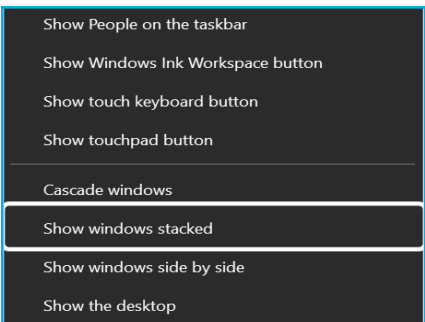 Show People on the taskbar
Show Windows Ink Workspace button
Show touch keyboard button
Show touchpad button
Cascade windows
Show windows stacked
Show windows side by side
Show the desktop